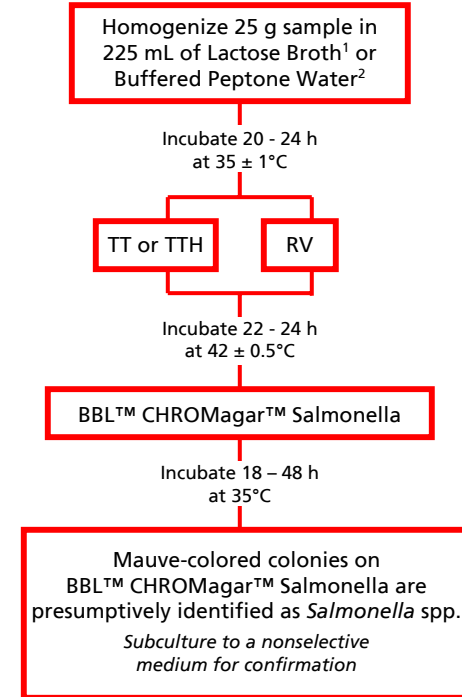 Homogenize 25 g sample in
225 mL of Lactose Broth¹ or
Buffered Peptone Water²
Incubate 20 - 24 h
at 35 ± 1°C
TT or TTH
RV
Incubate 22 - 24 h
at 42 ± 0.5°C
BBL™ CHROMagar™ Salmonella
Incubate 18 – 48 h
at 35°C
Mauve-colored colonies on
BBL™ CHROMagar™ Salmonella are
presumptively identified as Salmonella spp.
Subculture to a nonselective
medium for confirmation